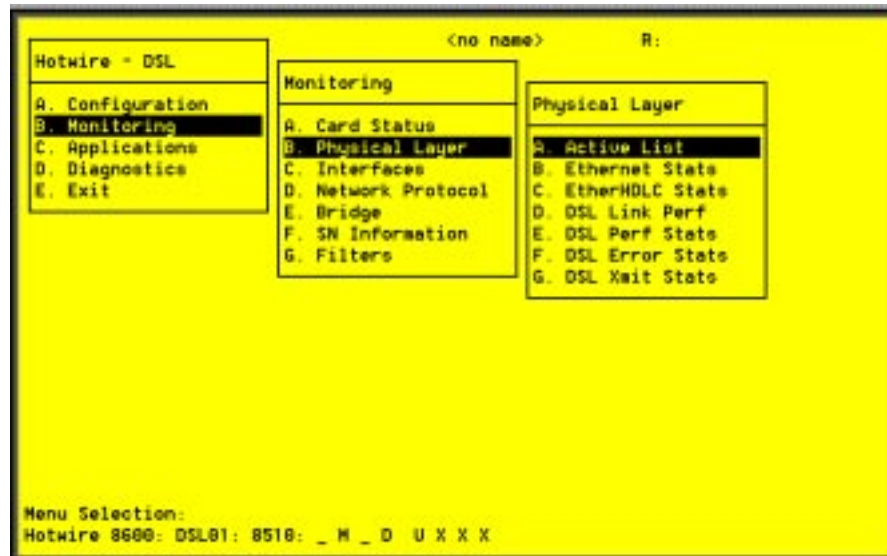 <no name> R:
Hotwire - DSL
A. Configuration
B. Monitoring
C. Applications
D. Diagnostics
E. Exit
Monitoring
A. Card Status
B. Physical Layer
C. Interfaces
D. Network Protocol
E. Bridge
F. SN Information
G. Filters
Physical Layer
A. Active List
B. Ethernet Stats
C. EtherHDLC Stats
D. DSL Link Perf
E. DSL Perf Stats
F. DSL Error Stats
G. DSL Xmit Stats
Menu Selection:
Hotwire 8600: DSL01: 8510: _ M _ D U X X X